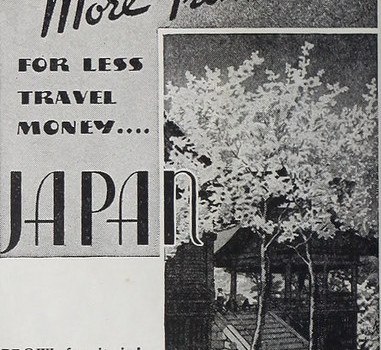 More
FOR LESS
TRAVEL
MONEY....
JAPAN